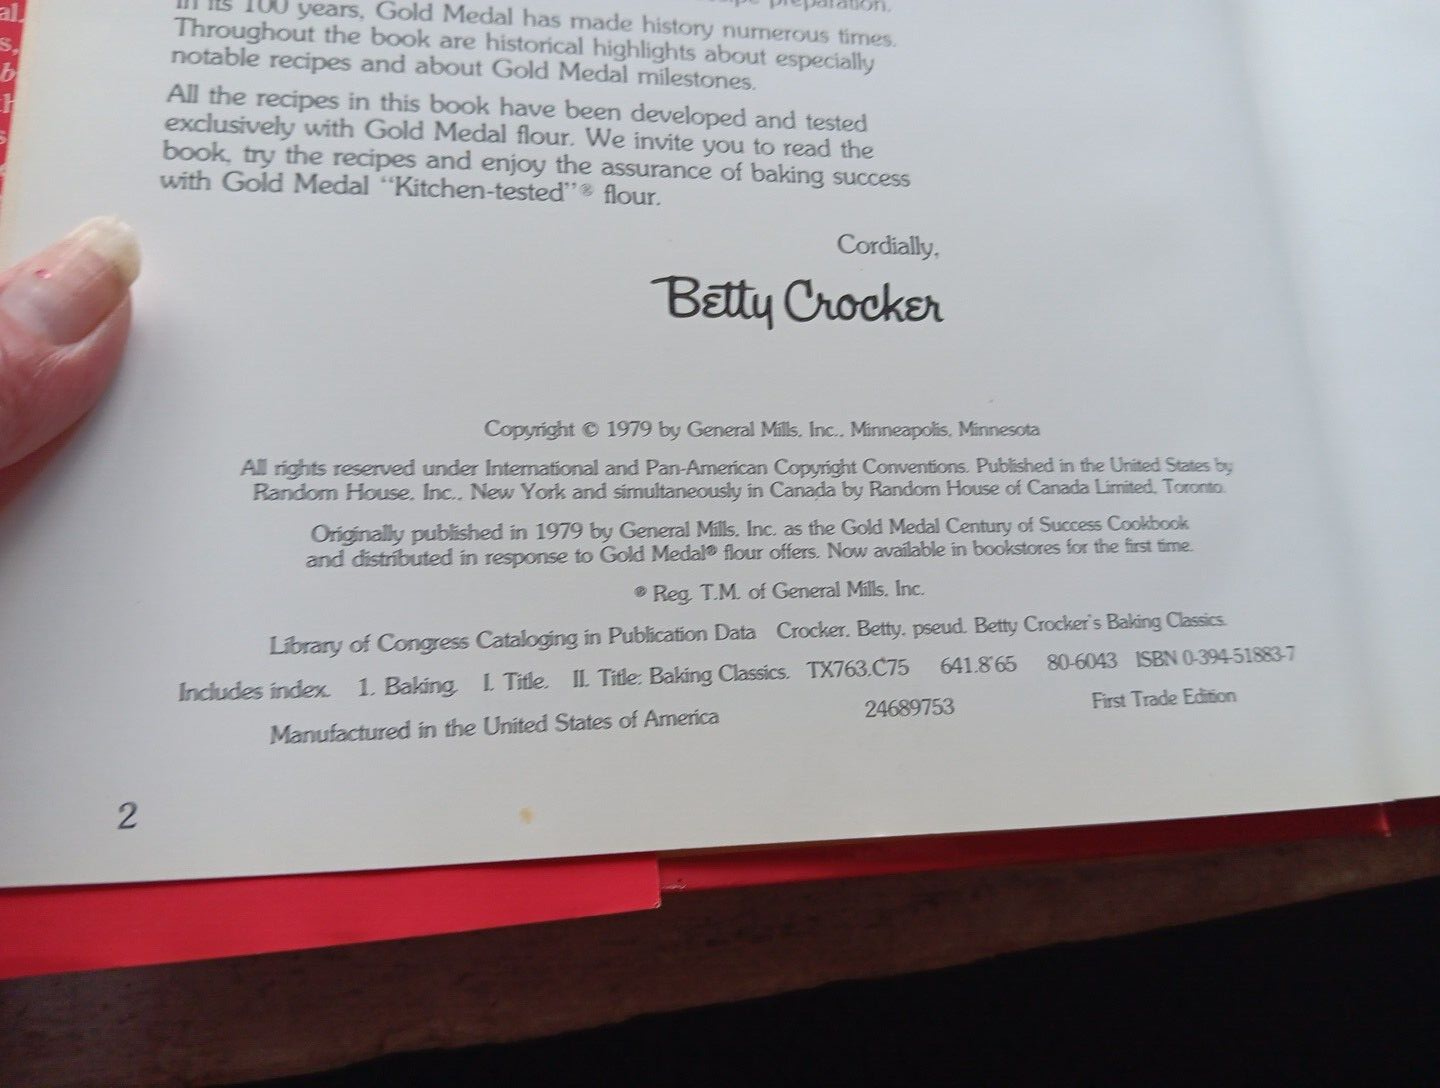 preparation.
In its 100 years, Gold Medal has made history numerous times.
Throughout the book are historical highlights about especially
notable recipes and about Gold Medal milestones.
All the recipes in this book have been developed and tested
exclusively with Gold Medal flour. We invite you to read the
book, try the recipes and enjoy the assurance of baking success
with Gold Medal “Kitchen-tested”® flour.
Cordially,
Betty Crocker
Copyright © 1979 by General Mills, Inc., Minneapolis, Minnesota
All rights reserved under International and Pan-American Copyright Conventions. Published in the United States by
Random House, Inc., New York and simultaneously in Canada by Random House of Canada Limited, Toronto.
Originally published in 1979 by General Mills, Inc. as the Gold Medal Century of Success Cookbook
and distributed in response to Gold Medal® flour offers. Now available in bookstores for the first time.
® Reg. T.M. of General Mills, Inc.
Library of Congress Cataloging in Publication Data Crocker, Betty, pseud. Betty Crocker's Baking Classics.
Includes index. 1. Baking. I. Title. II. Title: Baking Classics. TX763.C75 641.8'65 80-6043 ISBN 0-394-51883-7
Manufactured in the United States of America 24689753 First Trade Edition
2